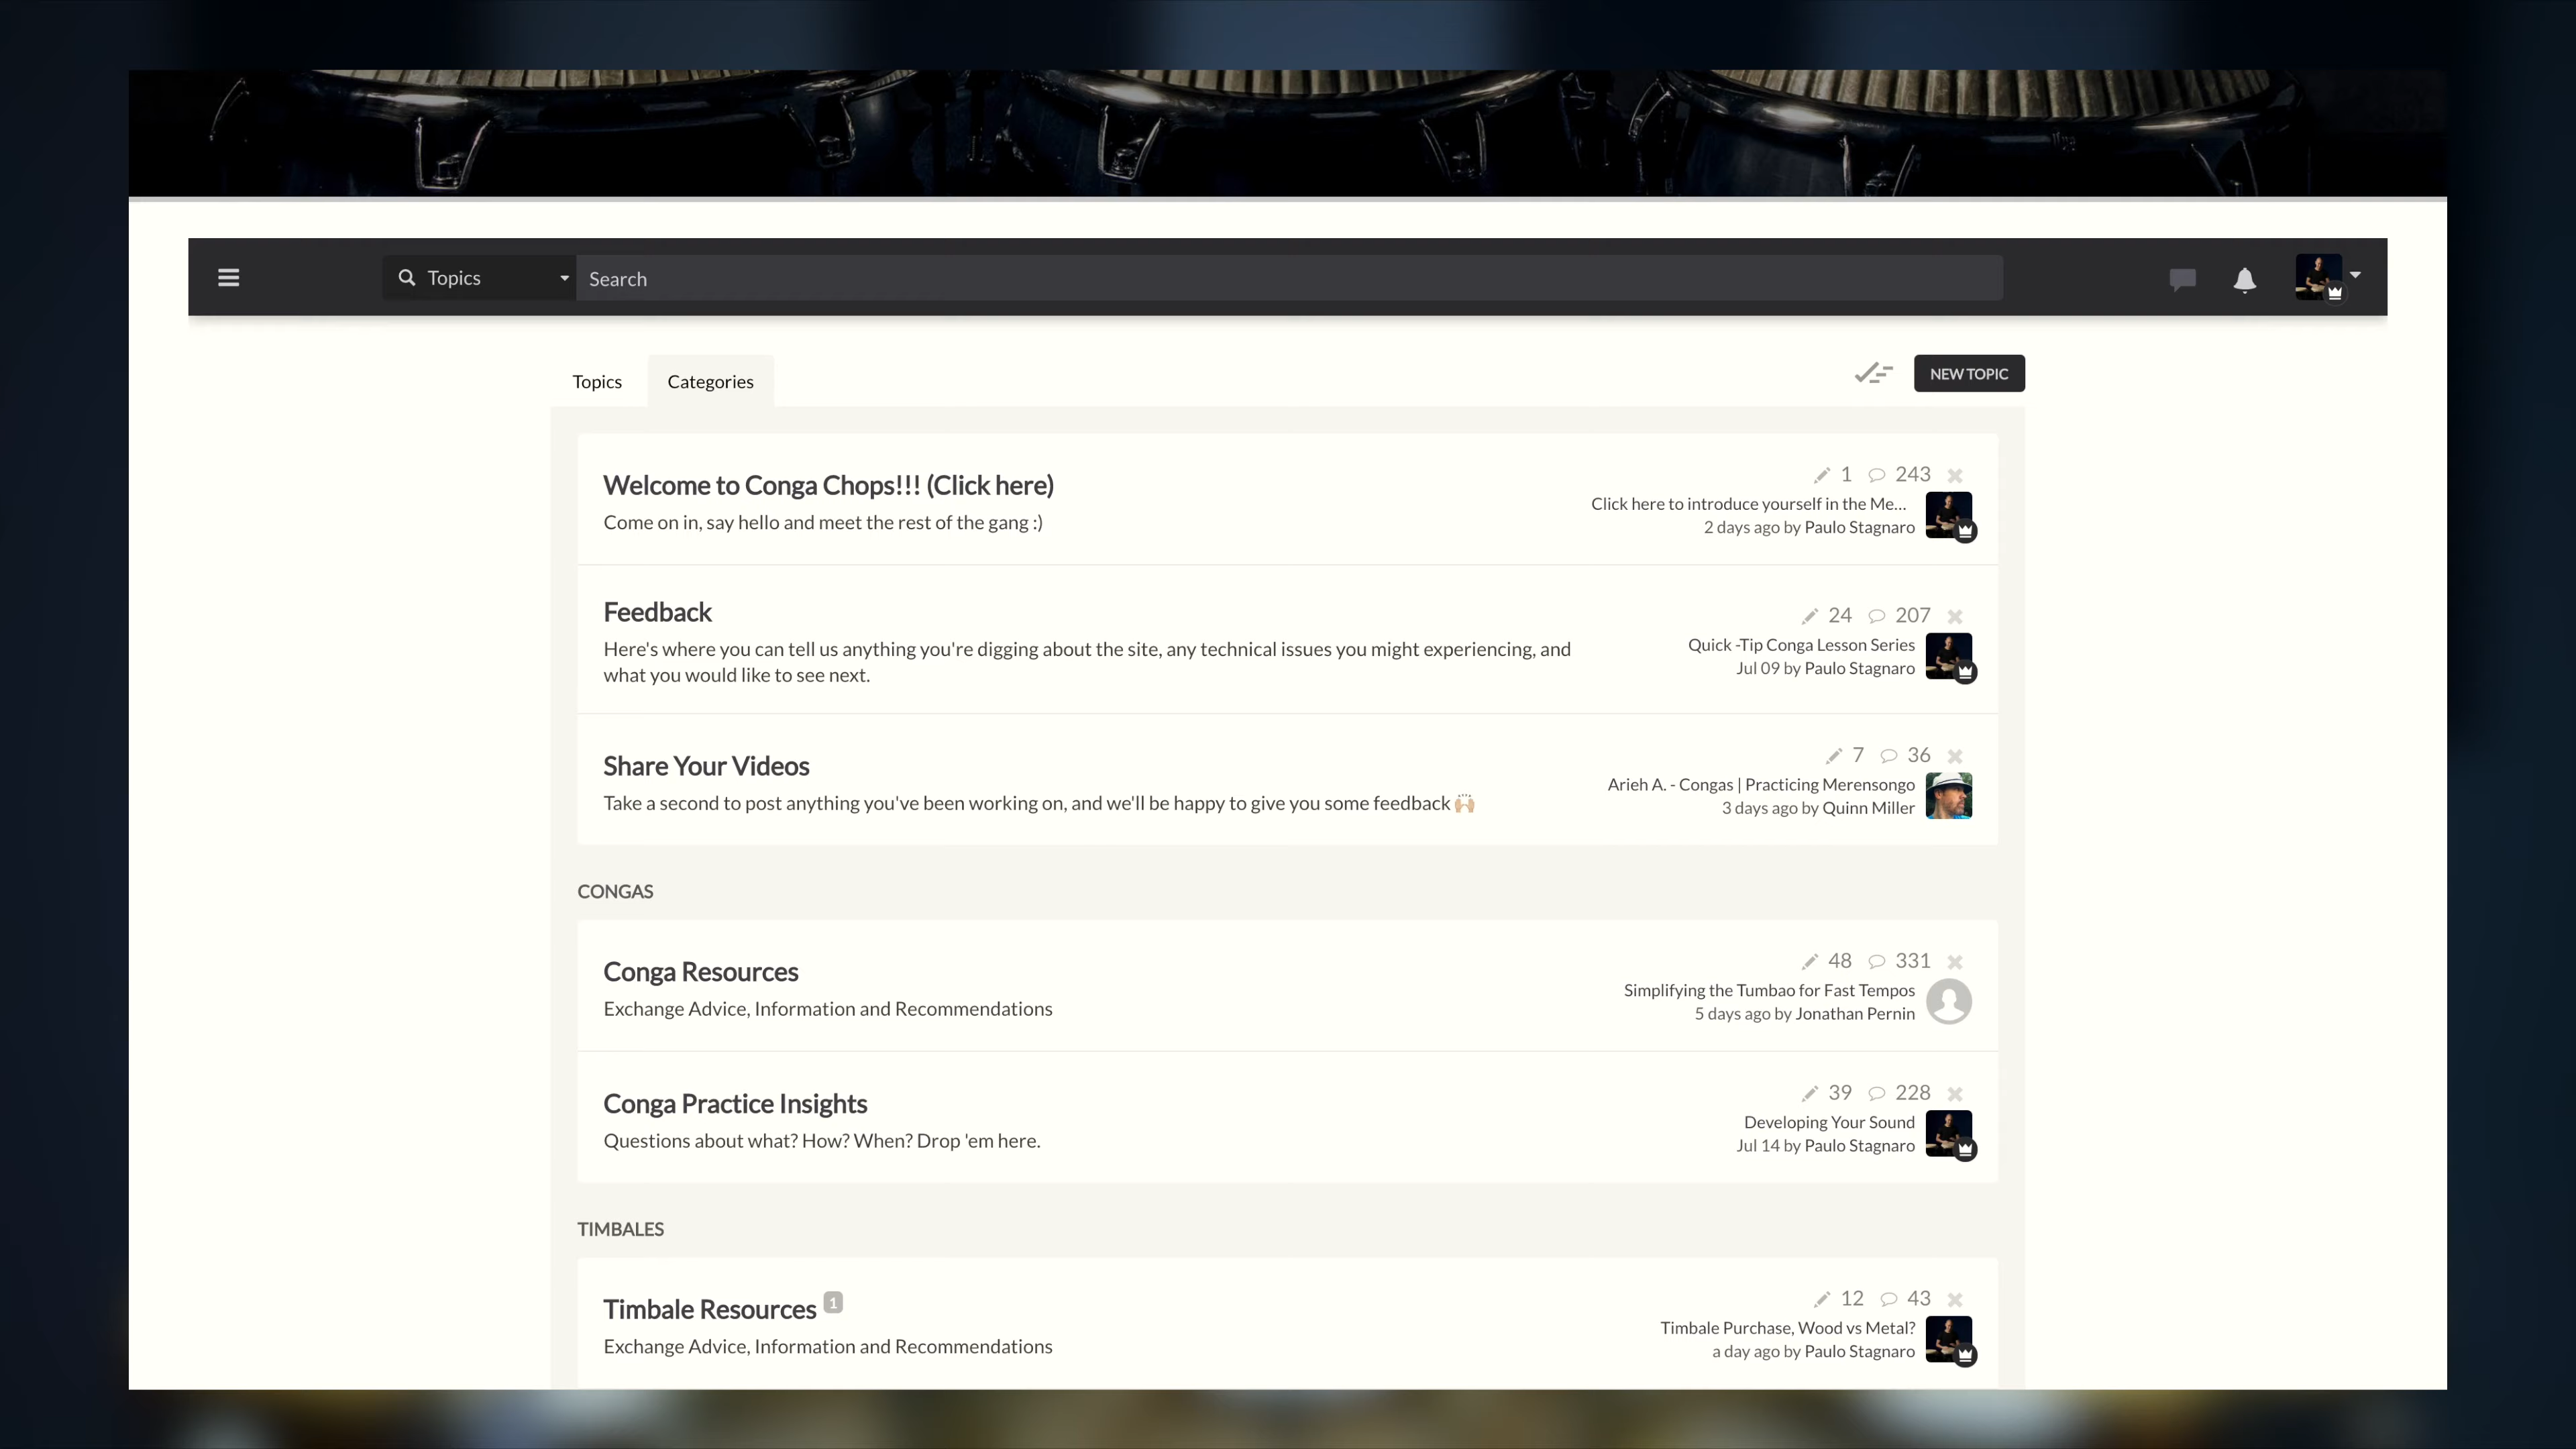 Topics
Search
Topics
Categories
NEW TOPIC
Welcome to Conga Chops!!! (Click here)
Come on in, say hello and meet the rest of the gang :)
1 243
Click here to introduce yourself in the Me...
2 days ago by Paulo Stagnaro
Feedback
Here's where you can tell us anything you're digging about the site, any technical issues you might experiencing, and
what you would like to see next.
24 207
Quick -Tip Conga Lesson Series
Jul 09 by Paulo Stagnaro
Share Your Videos
Take a second to post anything you've been working on, and we'll be happy to give you some feedback 🙌🏼
7 36
Arieh A. - Congas | Practicing Merensongo
3 days ago by Quinn Miller
CONGAS
Conga Resources
Exchange Advice, Information and Recommendations
48 331
Simplifying the Tumbao for Fast Tempos
5 days ago by Jonathan Pernin
Conga Practice Insights
Questions about what? How? When? Drop 'em here.
39 228
Developing Your Sound
Jul 14 by Paulo Stagnaro
TIMBALES
Timbale Resources 1
Exchange Advice, Information and Recommendations
12 43
Timbale Purchase, Wood vs Metal?
a day ago by Paulo Stagnaro